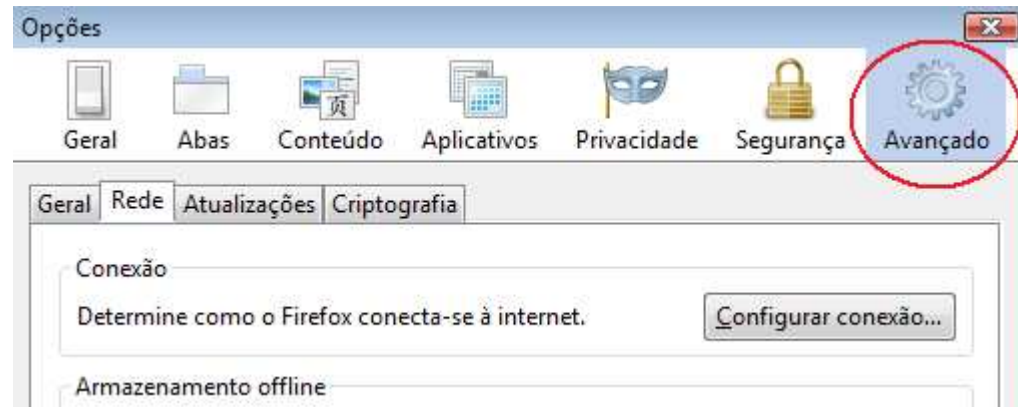 Opções
Geral Abas Conteúdo Aplicativos Privacidade Segurança Avançado
Geral Rede Atualizações Criptografia
Conexão
Determine como o Firefox conecta-se à internet. Configurar conexão...
Armazenamento offline